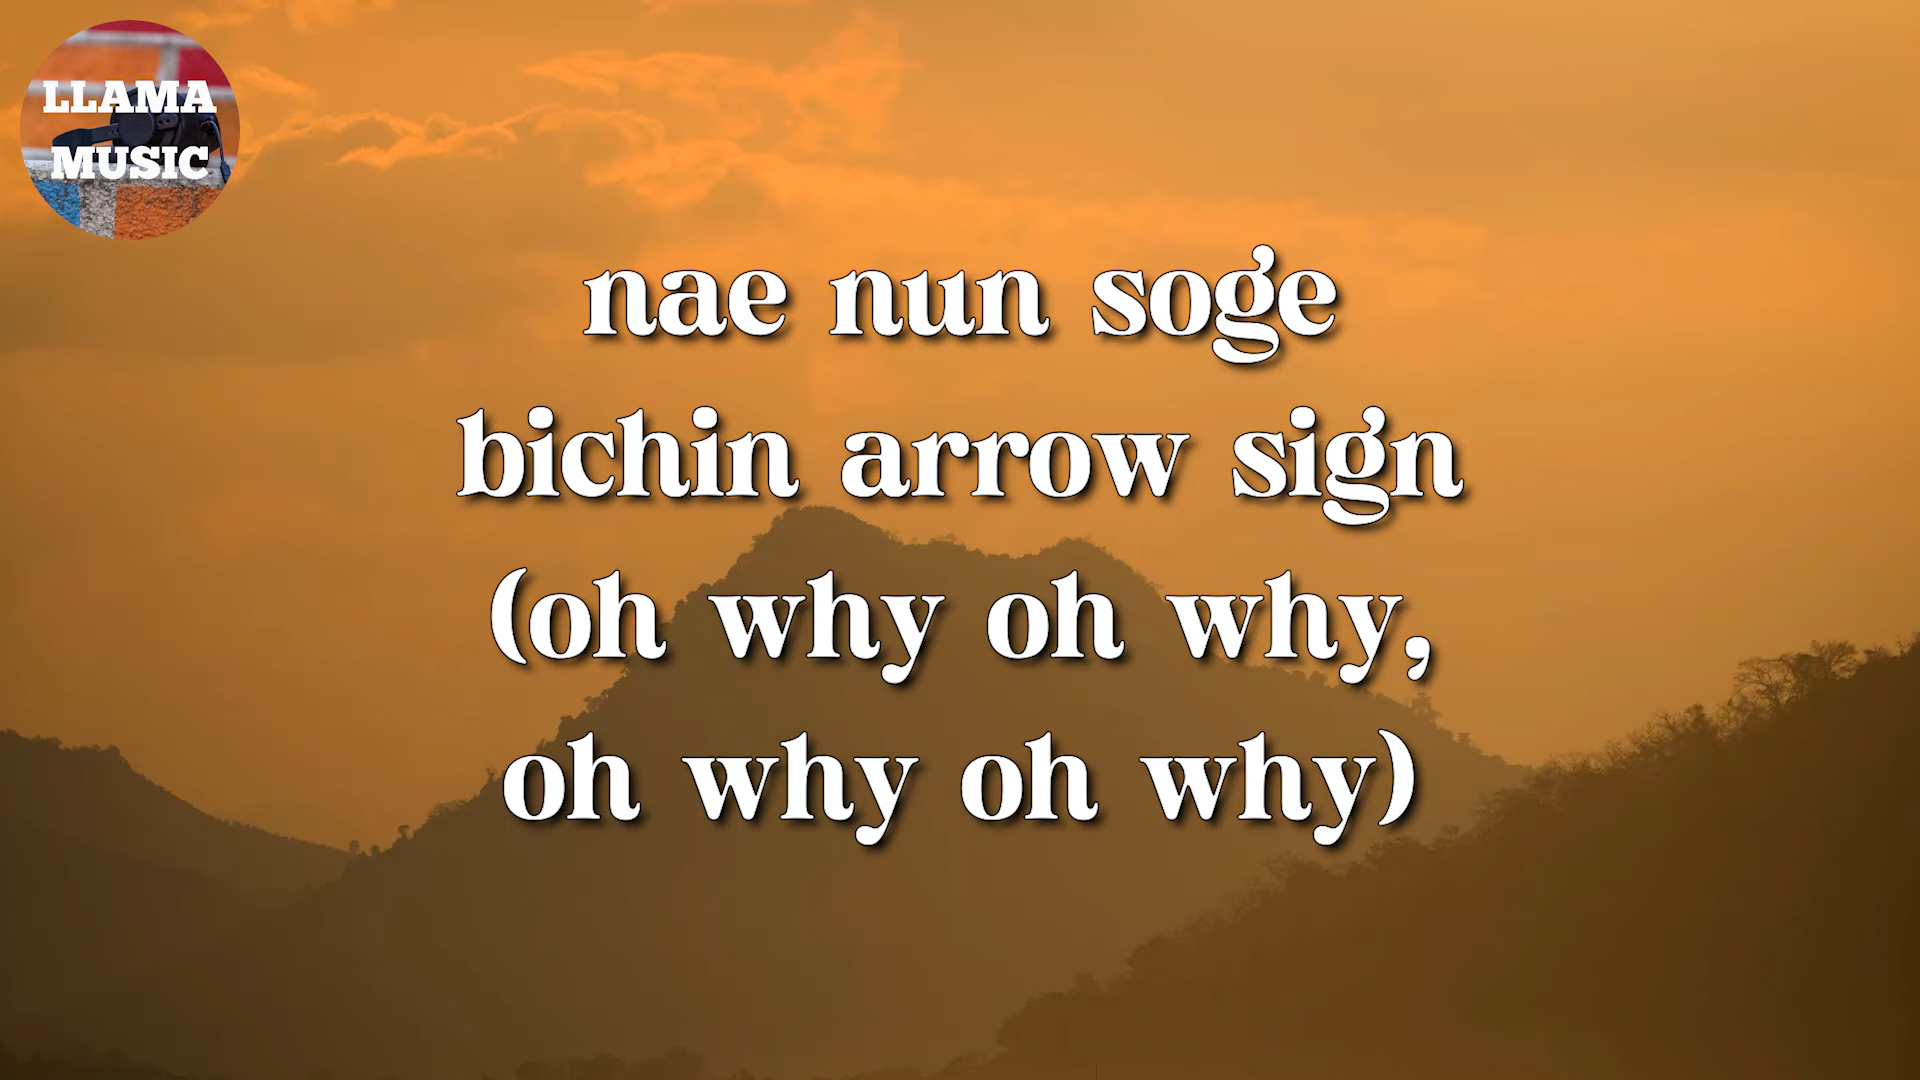 LLAMA
MUSIC
nae nun soge
bichin arrow sign
(oh why oh why,
oh why oh why)